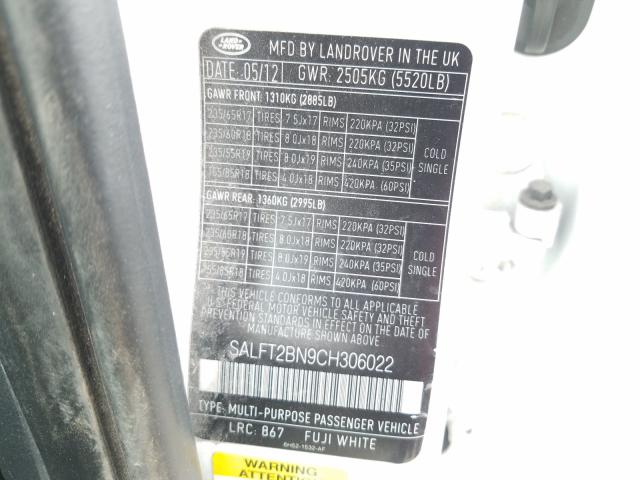 LAND
ROVER
MFD BY LANDROVER IN THE UK
DATE: 05/12 GWR: 2505KG (5520LB)
GAWR FRONT: 1310KG (2885LB)
235/65R17 TIRES 7.5Jx17 RIMS 220KPA (32PSI)
235/60R18 TIRES 8.0Jx18 RIMS 220KPA (32PSI)
235/55R19 TIRES 8.0Jx19 RIMS 240KPA (35PSI)
155/85R18 TIRES 4.0Jx18 RIMS 420KPA (60PSI)
COLD
SINGLE
GAWR REAR: 1360KG (2995LB)
235/65R17 TIRES 7.5Jx17 RIMS 220KPA (32PSI)
235/60R18 TIRES 8.0Jx18 RIMS 220KPA (32PSI)
235/55R19 TIRES 8.0Jx19 RIMS 240KPA (35PSI)
155/85R18 TIRES 4.0Jx18 RIMS 420KPA (60PSI)
COLD
SINGLE
THIS VEHICLE CONFORMS TO ALL APPLICABLE
U.S. FEDERAL MOTOR VEHICLE SAFETY AND THEFT
PREVENTION STANDARDS IN EFFECT ON THE DATE OF
MANUFACTURE SHOWN ABOVE
SALFT2BN9CH306022
TYPE: MULTI-PURPOSE PASSENGER VEHICLE
LRC: 867 FUJI WHITE
6H52-1532-AF
WARNING